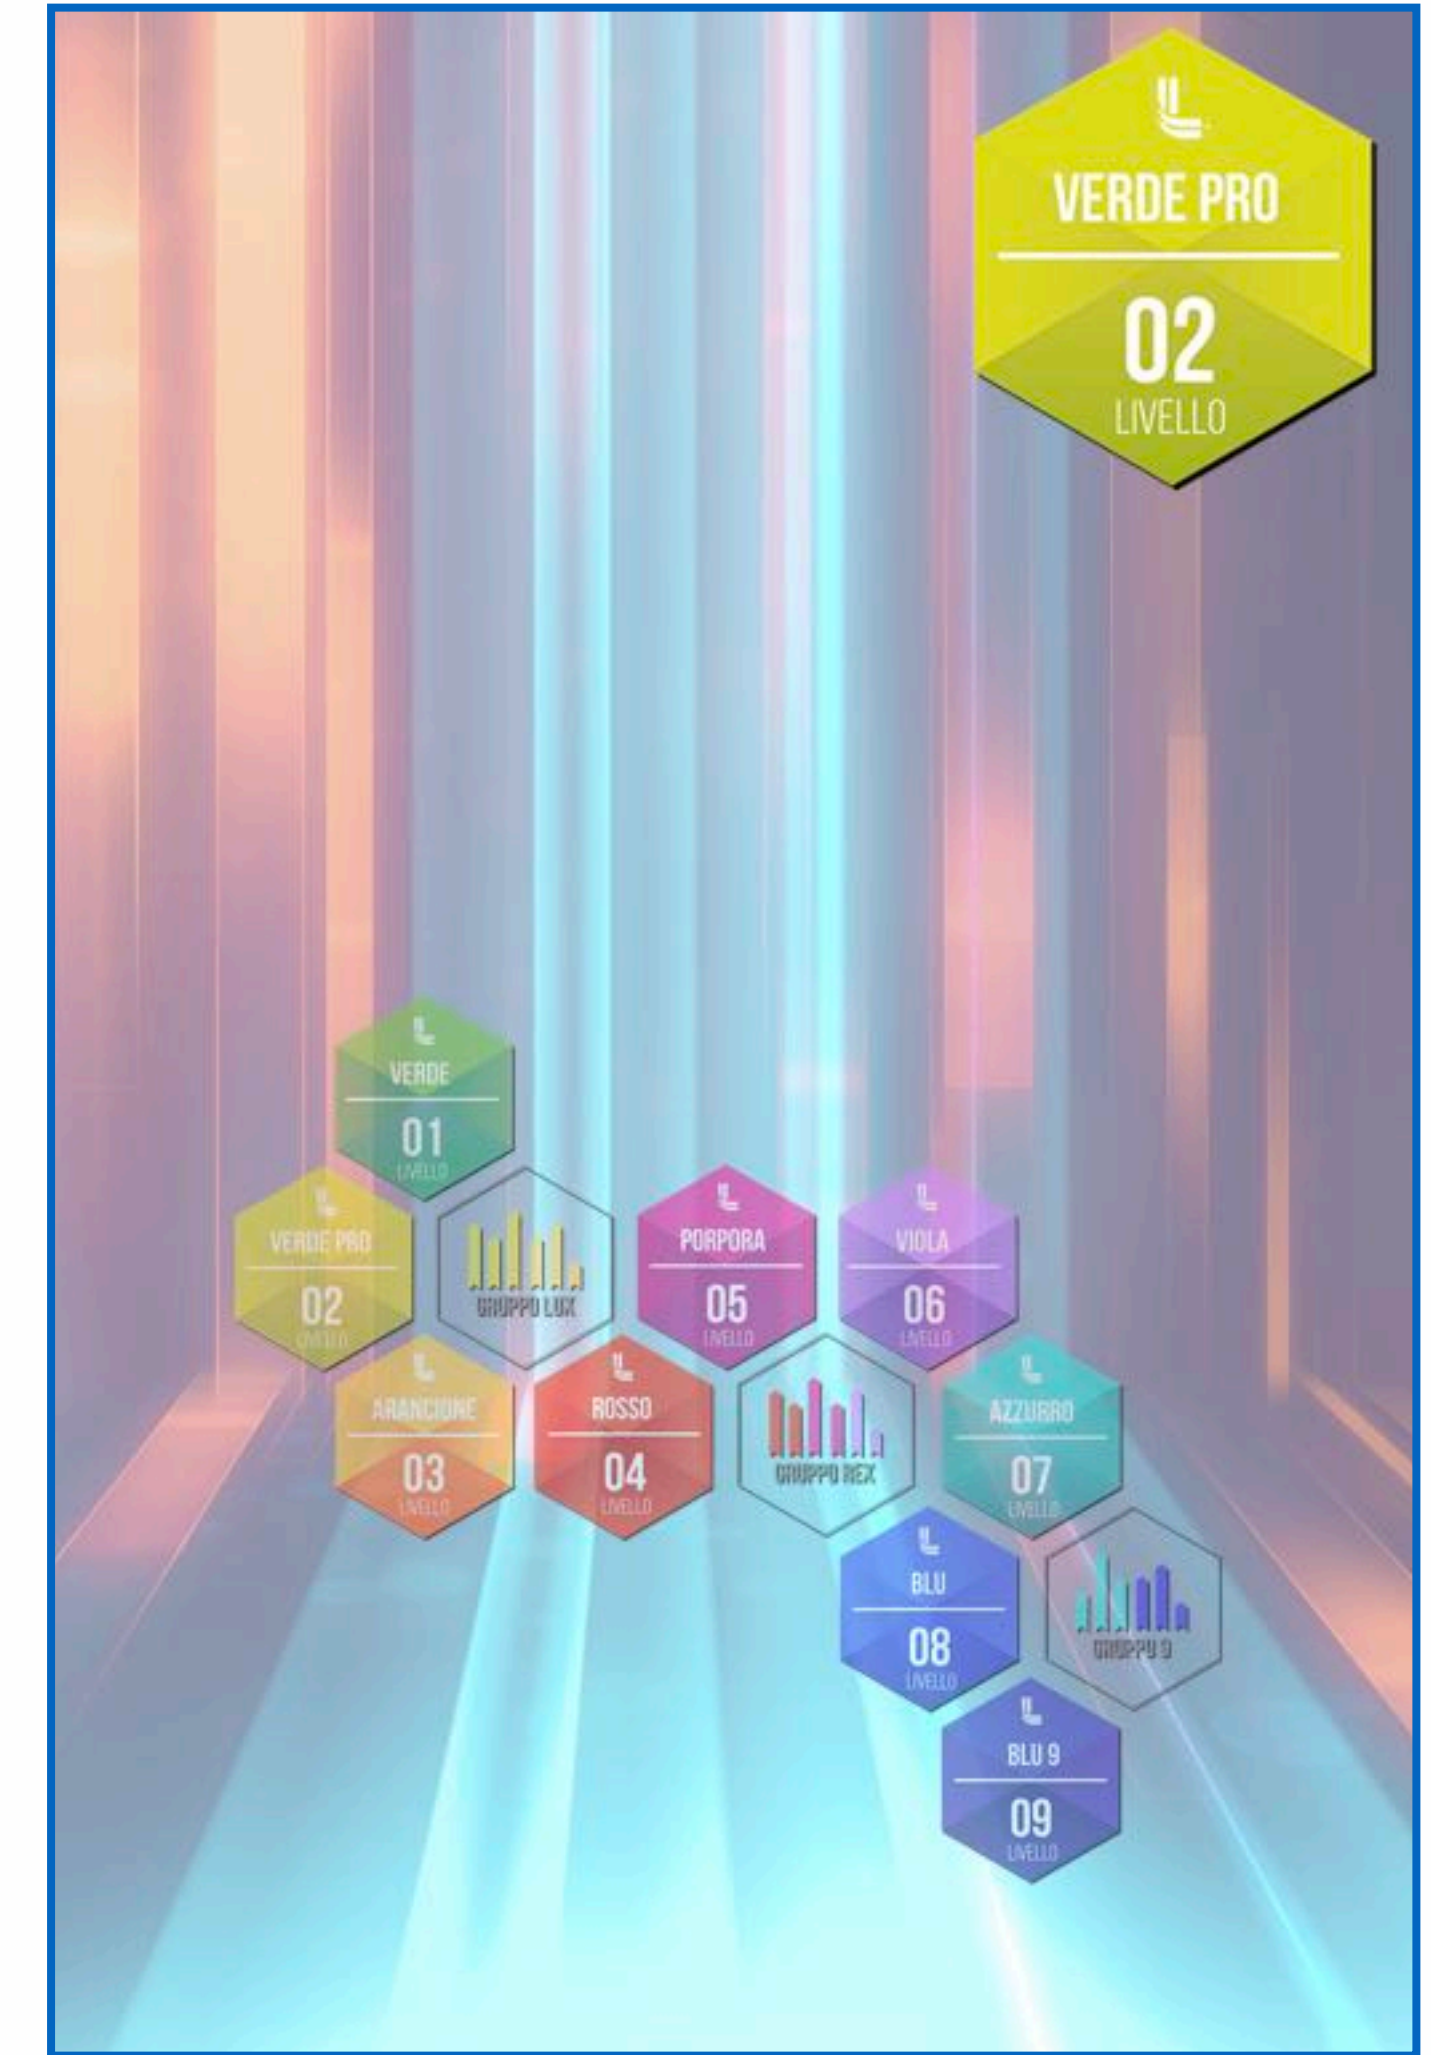 VERDE PRO
02
LIVELLO
VERDE
01
LIVELLO
VERDE PRO
02
LIVELLO
GRUPPO LUX
PORPORA
05
LIVELLO
VIOLA
06
LIVELLO
ARANCIONE
03
LIVELLO
ROSSO
04
LIVELLO
GRUPPO REX
AZZURRO
07
LIVELLO
BLU
08
LIVELLO
GRUPPO 9
BLU 9
09
LIVELLO